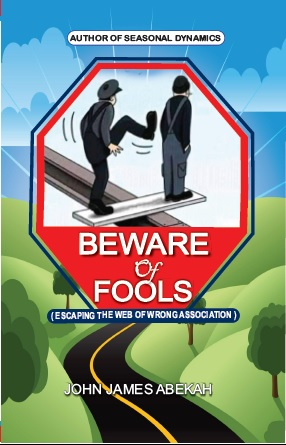 AUTHOR OF SEASONAL DYNAMICS
BEWARE
Of
FOOLS
( ESCAPING THE WEB OF WRONG ASSOCIATION )
JOHN JAMES ABEKAH